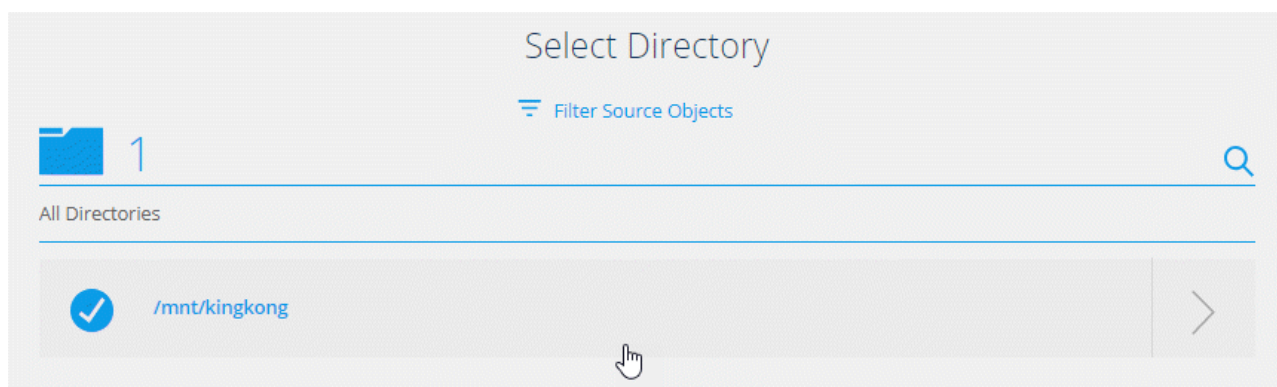 Select Directory
Filter Source Objects
1
All Directories
/mnt/kingkong